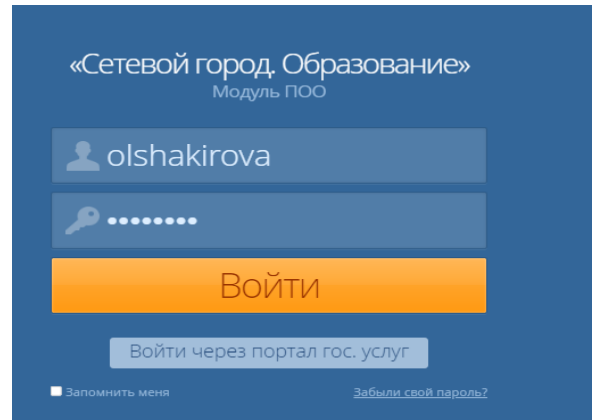 «Сетевой город. Образование»
Модуль ПОО
olshakirova
••••••••
Войти
Войти через портал гос. услуг
Запомнить меня
Забыли свой пароль?